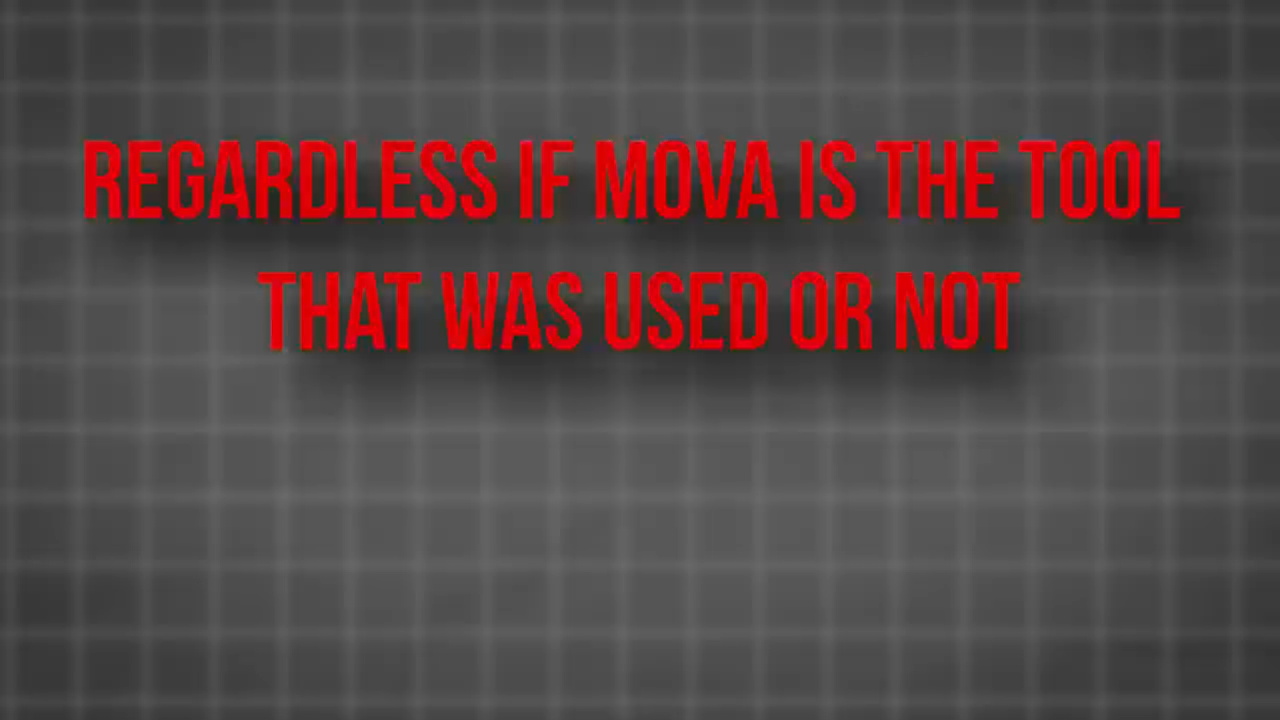 REGARDLESS IF MOVA IS THE TOOL
THAT WAS USED OR NOT